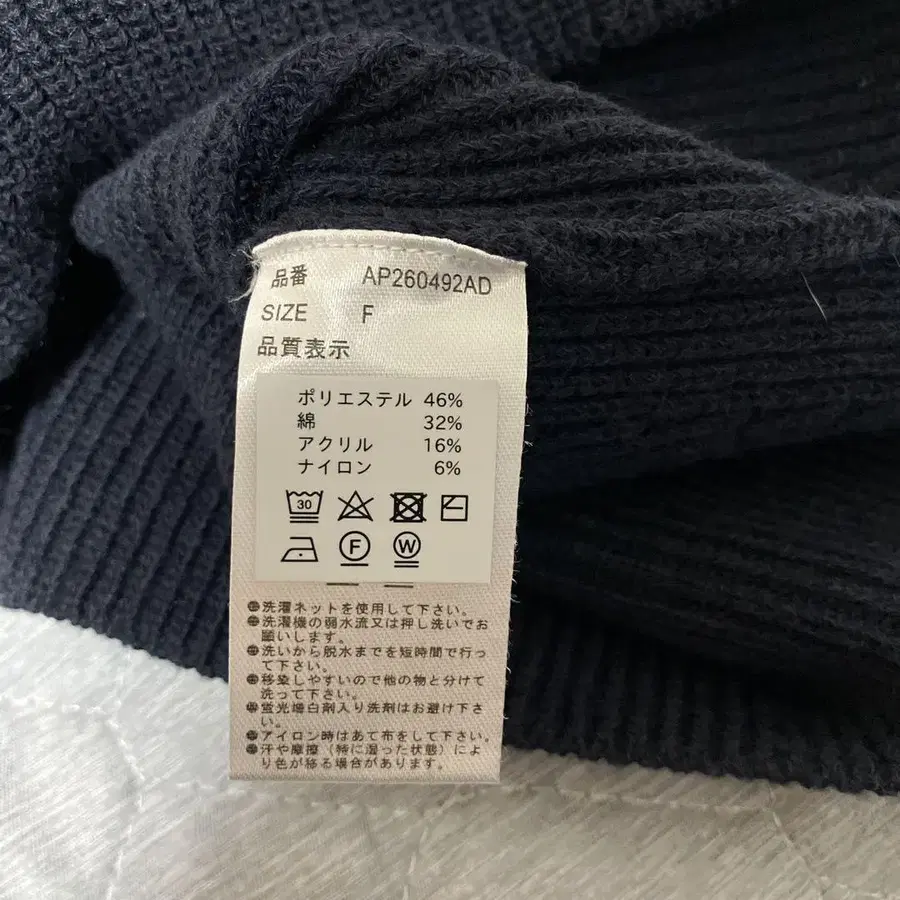 品番 AP260492AD
SIZE F
品質表示
ポリエステル 46%
綿 32%
アクリル 16%
ナイロン 6%
30
F W
●洗濯ネットを使用して下さい。
●洗濯機の弱水流又は押し洗いでお
願いします。
●洗いから脱水までを短時間で行っ
て下さい。
●移染しやすいので他の物と分けて
洗って下さい。
●蛍光増白剤入り洗剤はお避け下さ
い。
●アイロン時はあて布をして下さい。
●汗や摩擦（特に湿った状態）によ
り色が移る場合があります。